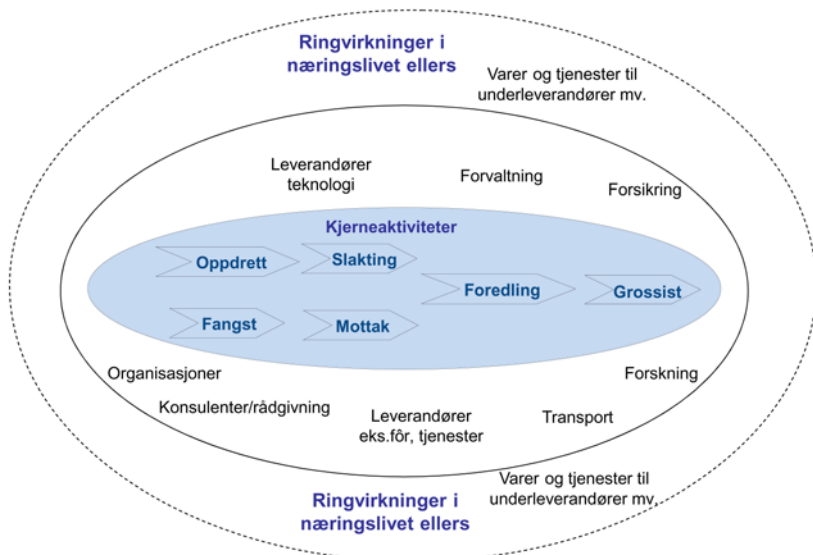 Ringvirkninger i
næringslivet ellers
Varer og tjenester til
underleverandører mv.
Leverandører
teknologi
Forvaltning
Forsikring
Kjerneaktiviteter
Oppdrett
Slakting
Foredling
Grossist
Fangst
Mottak
Organisasjoner
Forskning
Konsulenter/rådgivning
Leverandører
eks.fôr, tjenester
Transport
Varer og tjenester til
underleverandører mv,
Ringvirkninger i
næringslivet ellers